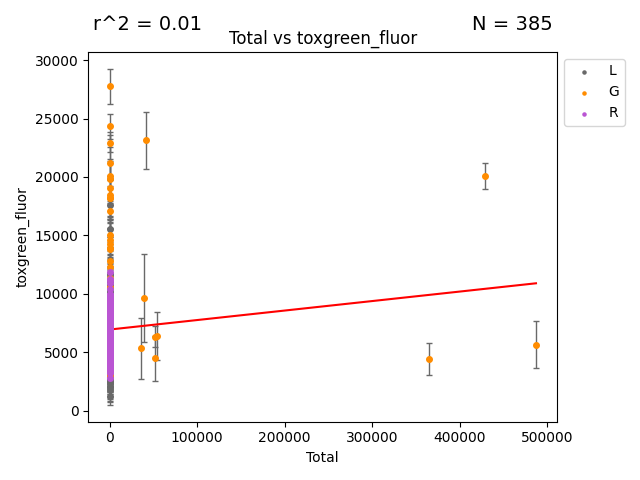 r^2 = 0.01
N = 385
Total vs toxgreen_fluor
30000
25000
20000
15000
10000
5000
0
toxgreen_fluor
0
100000
200000
300000
400000
500000
Total
L
G
R